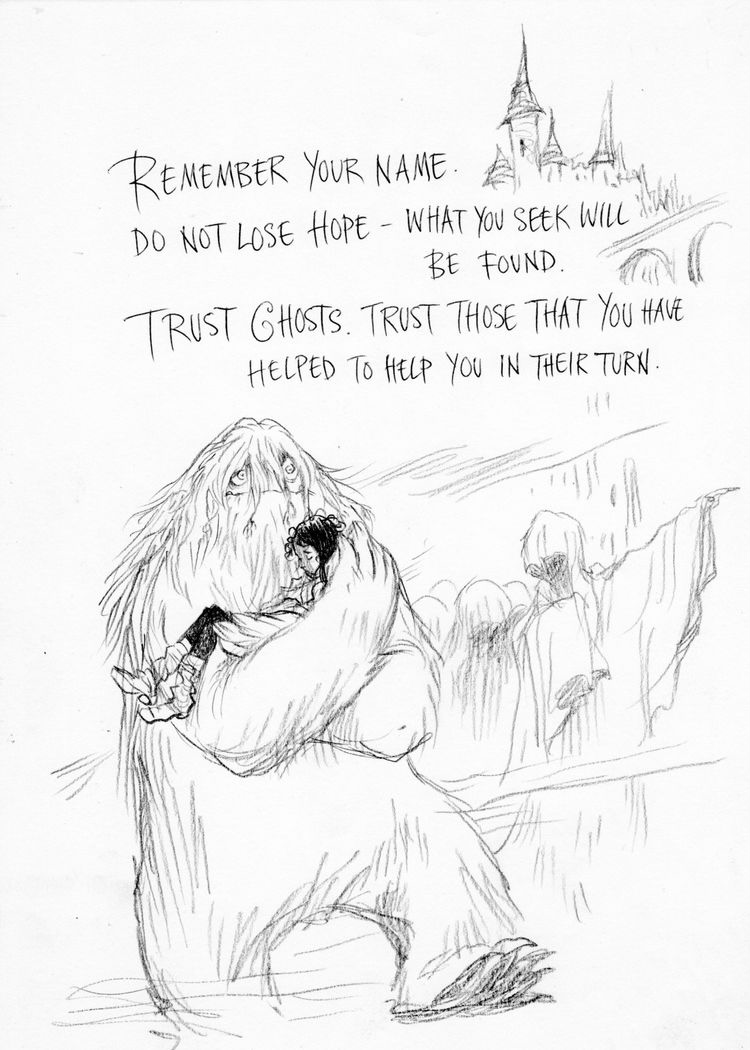 Remember your name.
Do not lose hope – what you seek will
be found.
Trust ghosts. Trust those that you have
helped to help you in their turn.